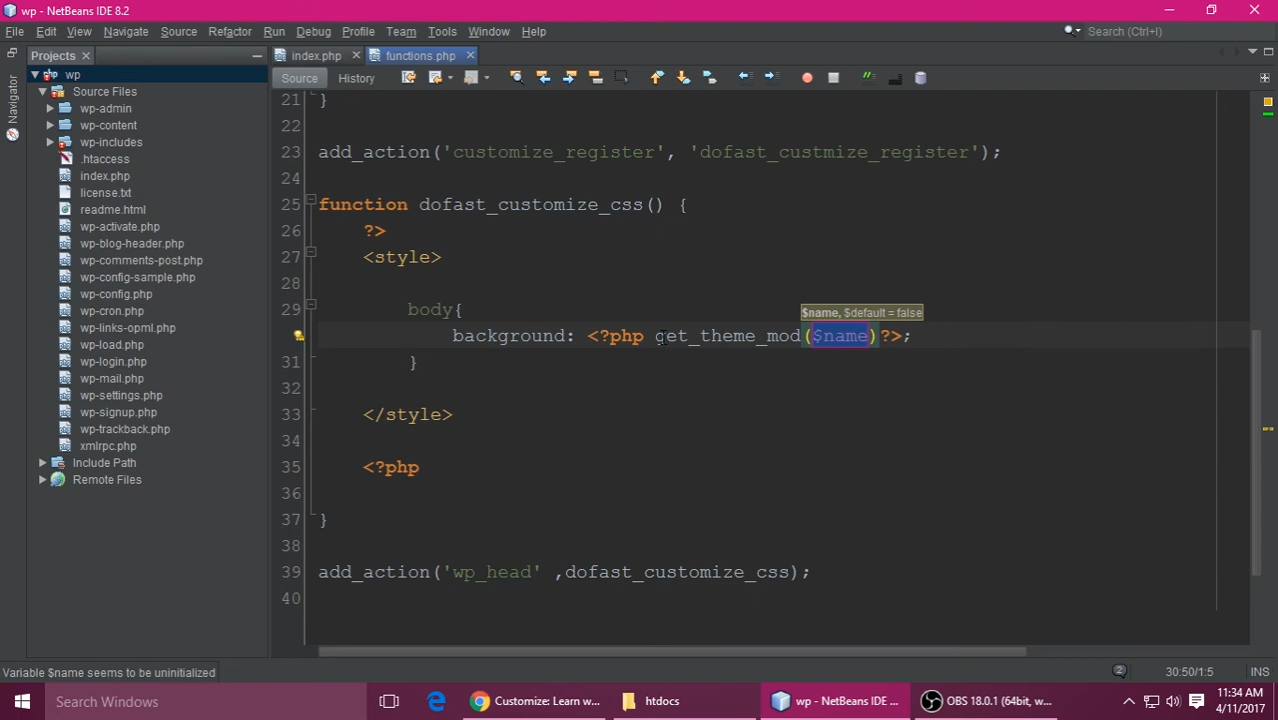 wp - NetBeans IDE 8.2
File Edit View Navigate Source Refactor Run Debug Profile Team Tools Window Help
Search (Ctrl+I)
Projects
index.php
functions.php
Navigator
wp
Source
History
Source Files
wp-admin
wp-content
wp-includes
.htaccess
index.php
license.txt
readme.html
wp-activate.php
wp-blog-header.php
wp-comments-post.php
wp-config-sample.php
wp-config.php
wp-cron.php
wp-links-opml.php
wp-load.php
wp-login.php
wp-mail.php
wp-settings.php
wp-signup.php
wp-trackback.php
xmlrpc.php
Include Path
Remote Files
21 }
22
23 add_action('customize_register', 'dofast_custmize_register');
24
25 function dofast_customize_css() {
26 ?>
27 <style>
28
29 body{
$name, $default = false
background: <?php get_theme_mod($name)?>;
31 }
32
33 </style>
34
35 <?php
36
37 }
38
39 add_action('wp_head' ,dofast_customize_css);
40
Variable $name seems to be uninitialized
2
30:50/1:5
INS
Search Windows
Customize: Learn w...
htdocs
wp - NetBeans IDE ...
OBS 18.0.1 (64bit, w...
11:34 AM
4/11/2017